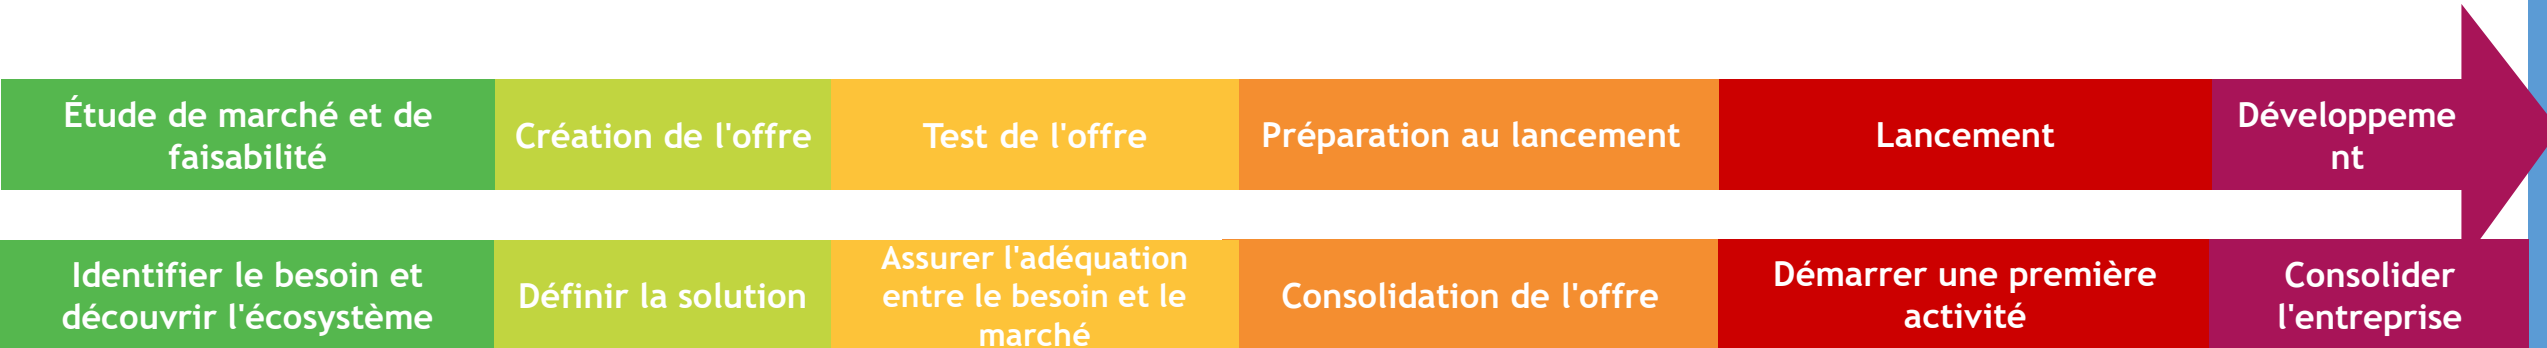 Étude de marché et de
faisabilité
Création de l'offre
Test de l'offre
Préparation au lancement
Lancement
Développeme
nt
Identifier le besoin et
découvrir l'écosystème
Définir la solution
Assurer l'adéquation
entre le besoin et le
marché
Consolidation de l'offre
Démarrer une première
activité
Consolider
l'entreprise